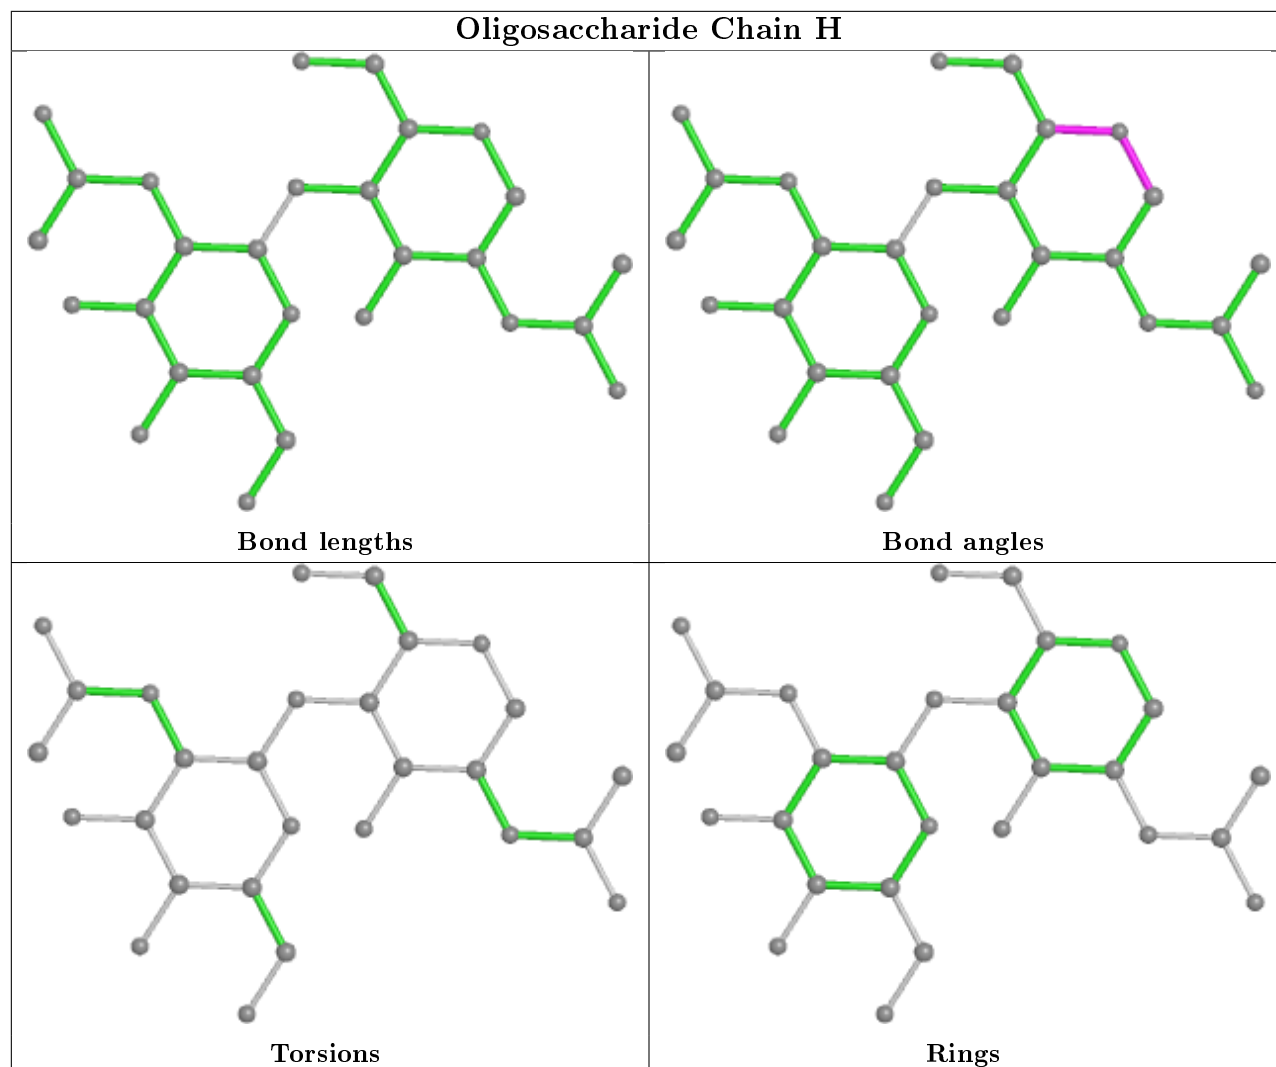 Oligosaccharide Chain H
Bond lengths
Bond angles
Torsions
Rings